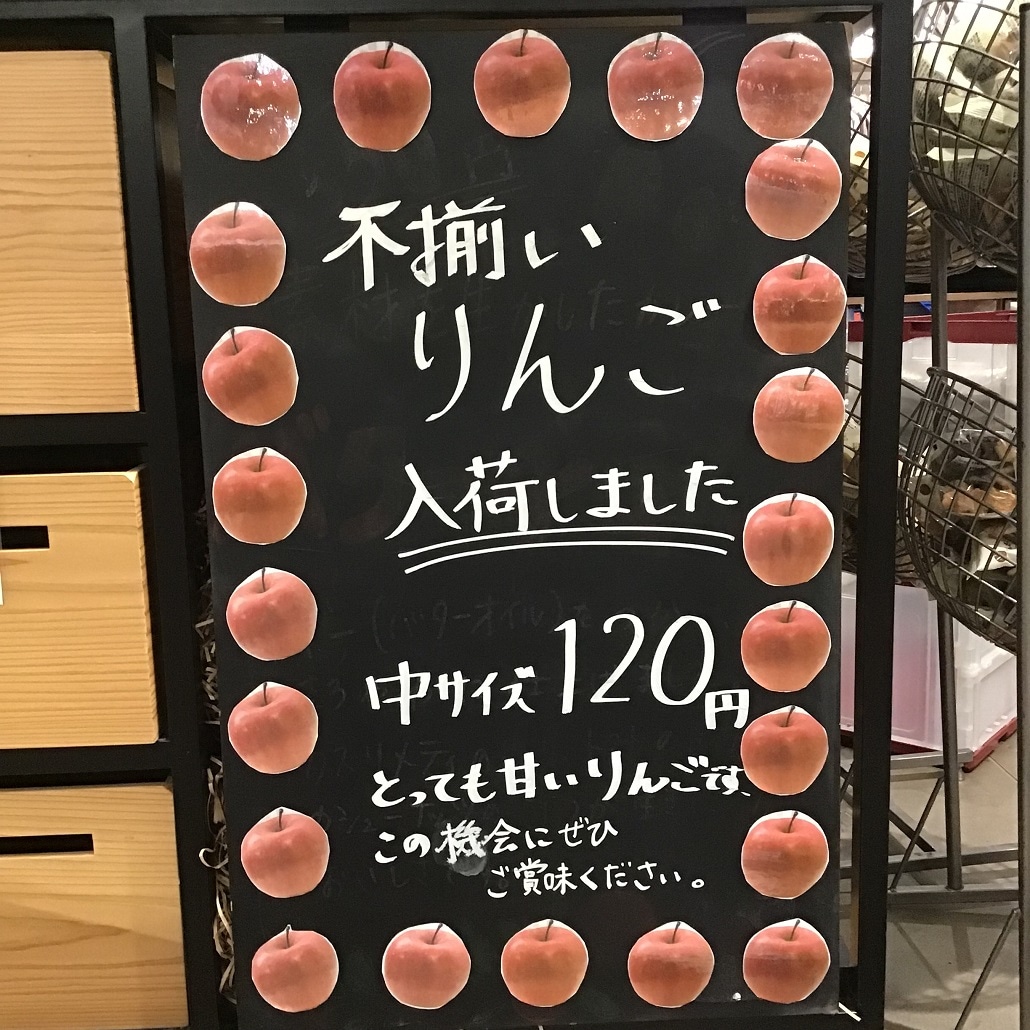 不揃い
りんご
入荷しました
中サイズ120円
とっても甘いりんごです。
この機会にぜひ
ご賞味ください。